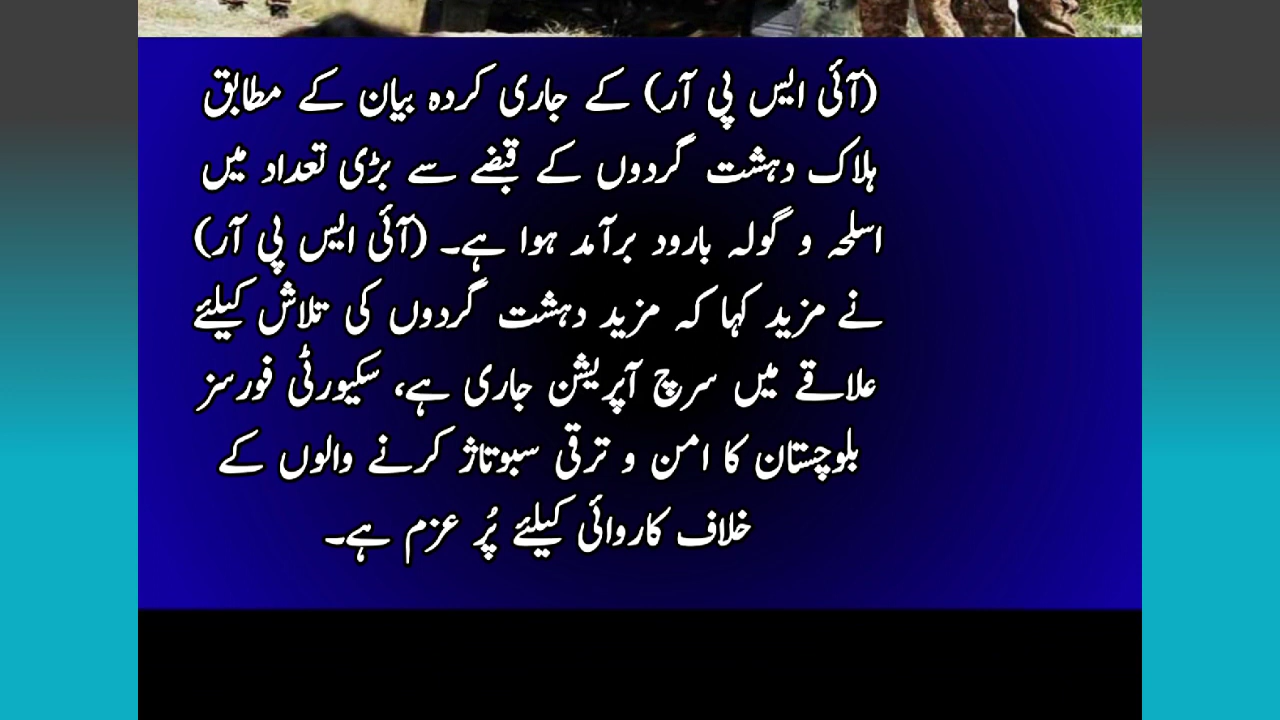 (آئی ایس پی آر) کے جاری کردہ بیان کے مطابق
ہلاک دہشت گردوں کے قبضے سے بڑی تعداد میں
اسلحہ و گولہ بارود برآمد ہوا ہے۔ (آئی ایس پی آر)
نے مزید کہا کہ مزید دہشت گردوں کی تلاش کیلئے
علاقے میں سرچ آپریشن جاری ہے، سکیورٹی فورسز
بلوچستان کا امن و ترقی سبوتاژ کرنے والوں کے
خلاف کاروائی کیلئے پُر عزم ہے۔